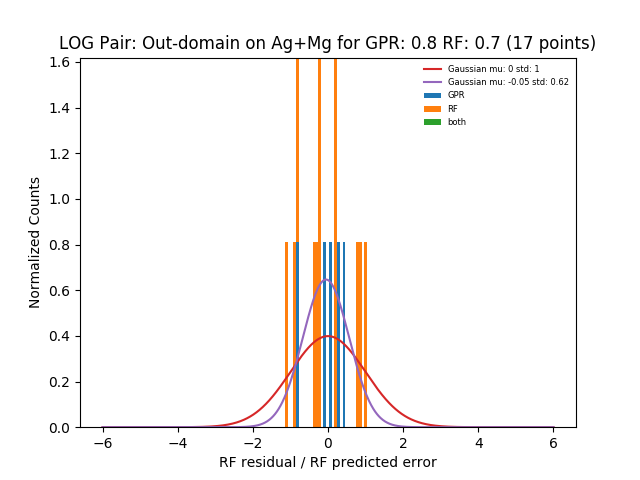 LOG Pair: Out-domain on Ag+Mg for GPR: 0.8 RF: 0.7 (17 points)
Gaussian mu: 0 std: 1
Gaussian mu: -0.05 std: 0.62
GPR
RF
both
Normalized Counts
1.6
1.4
1.2
1.0
0.8
0.6
0.4
0.2
0.0
−6 −4 −2 0 2 4 6
RF residual / RF predicted error